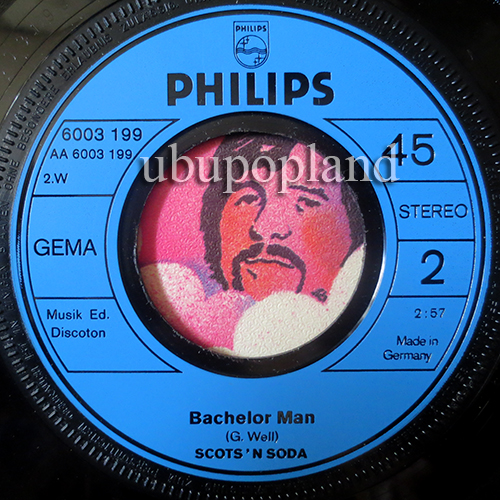 PHILIPS
PHILIPS
6003 199
AA 6003 199
2.W
ubupopland
45
STEREO
GEMA
2
Musik Ed.
Discoton
2:57
Made in
Germany
Bachelor Man
(G. Well)
SCOTS 'N SODA